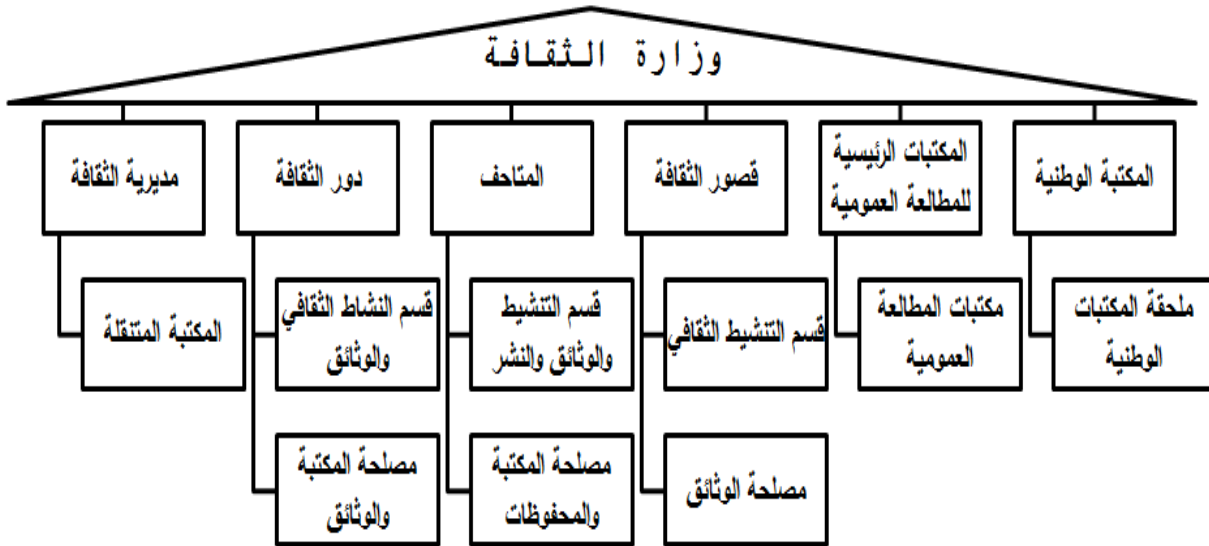 وزارة الثقافة
المكتبة الوطنية
المكتبات الرئيسية
للمطالعة العمومية
قصور الثقافة
المتاحف
دور الثقافة
مديرية الثقافة
ملحقة المكتبات
الوطنية
مكتبات المطالعة
العمومية
قسم التنشيط الثقافي
قسم التنشيط
والوثائق والنشر
قسم النشاط الثقافي
والوثائق
المكتبة المتنقلة
مصلحة الوثائق
مصلحة المكتبة
والمحفوظات
مصلحة المكتبة
والوثائق